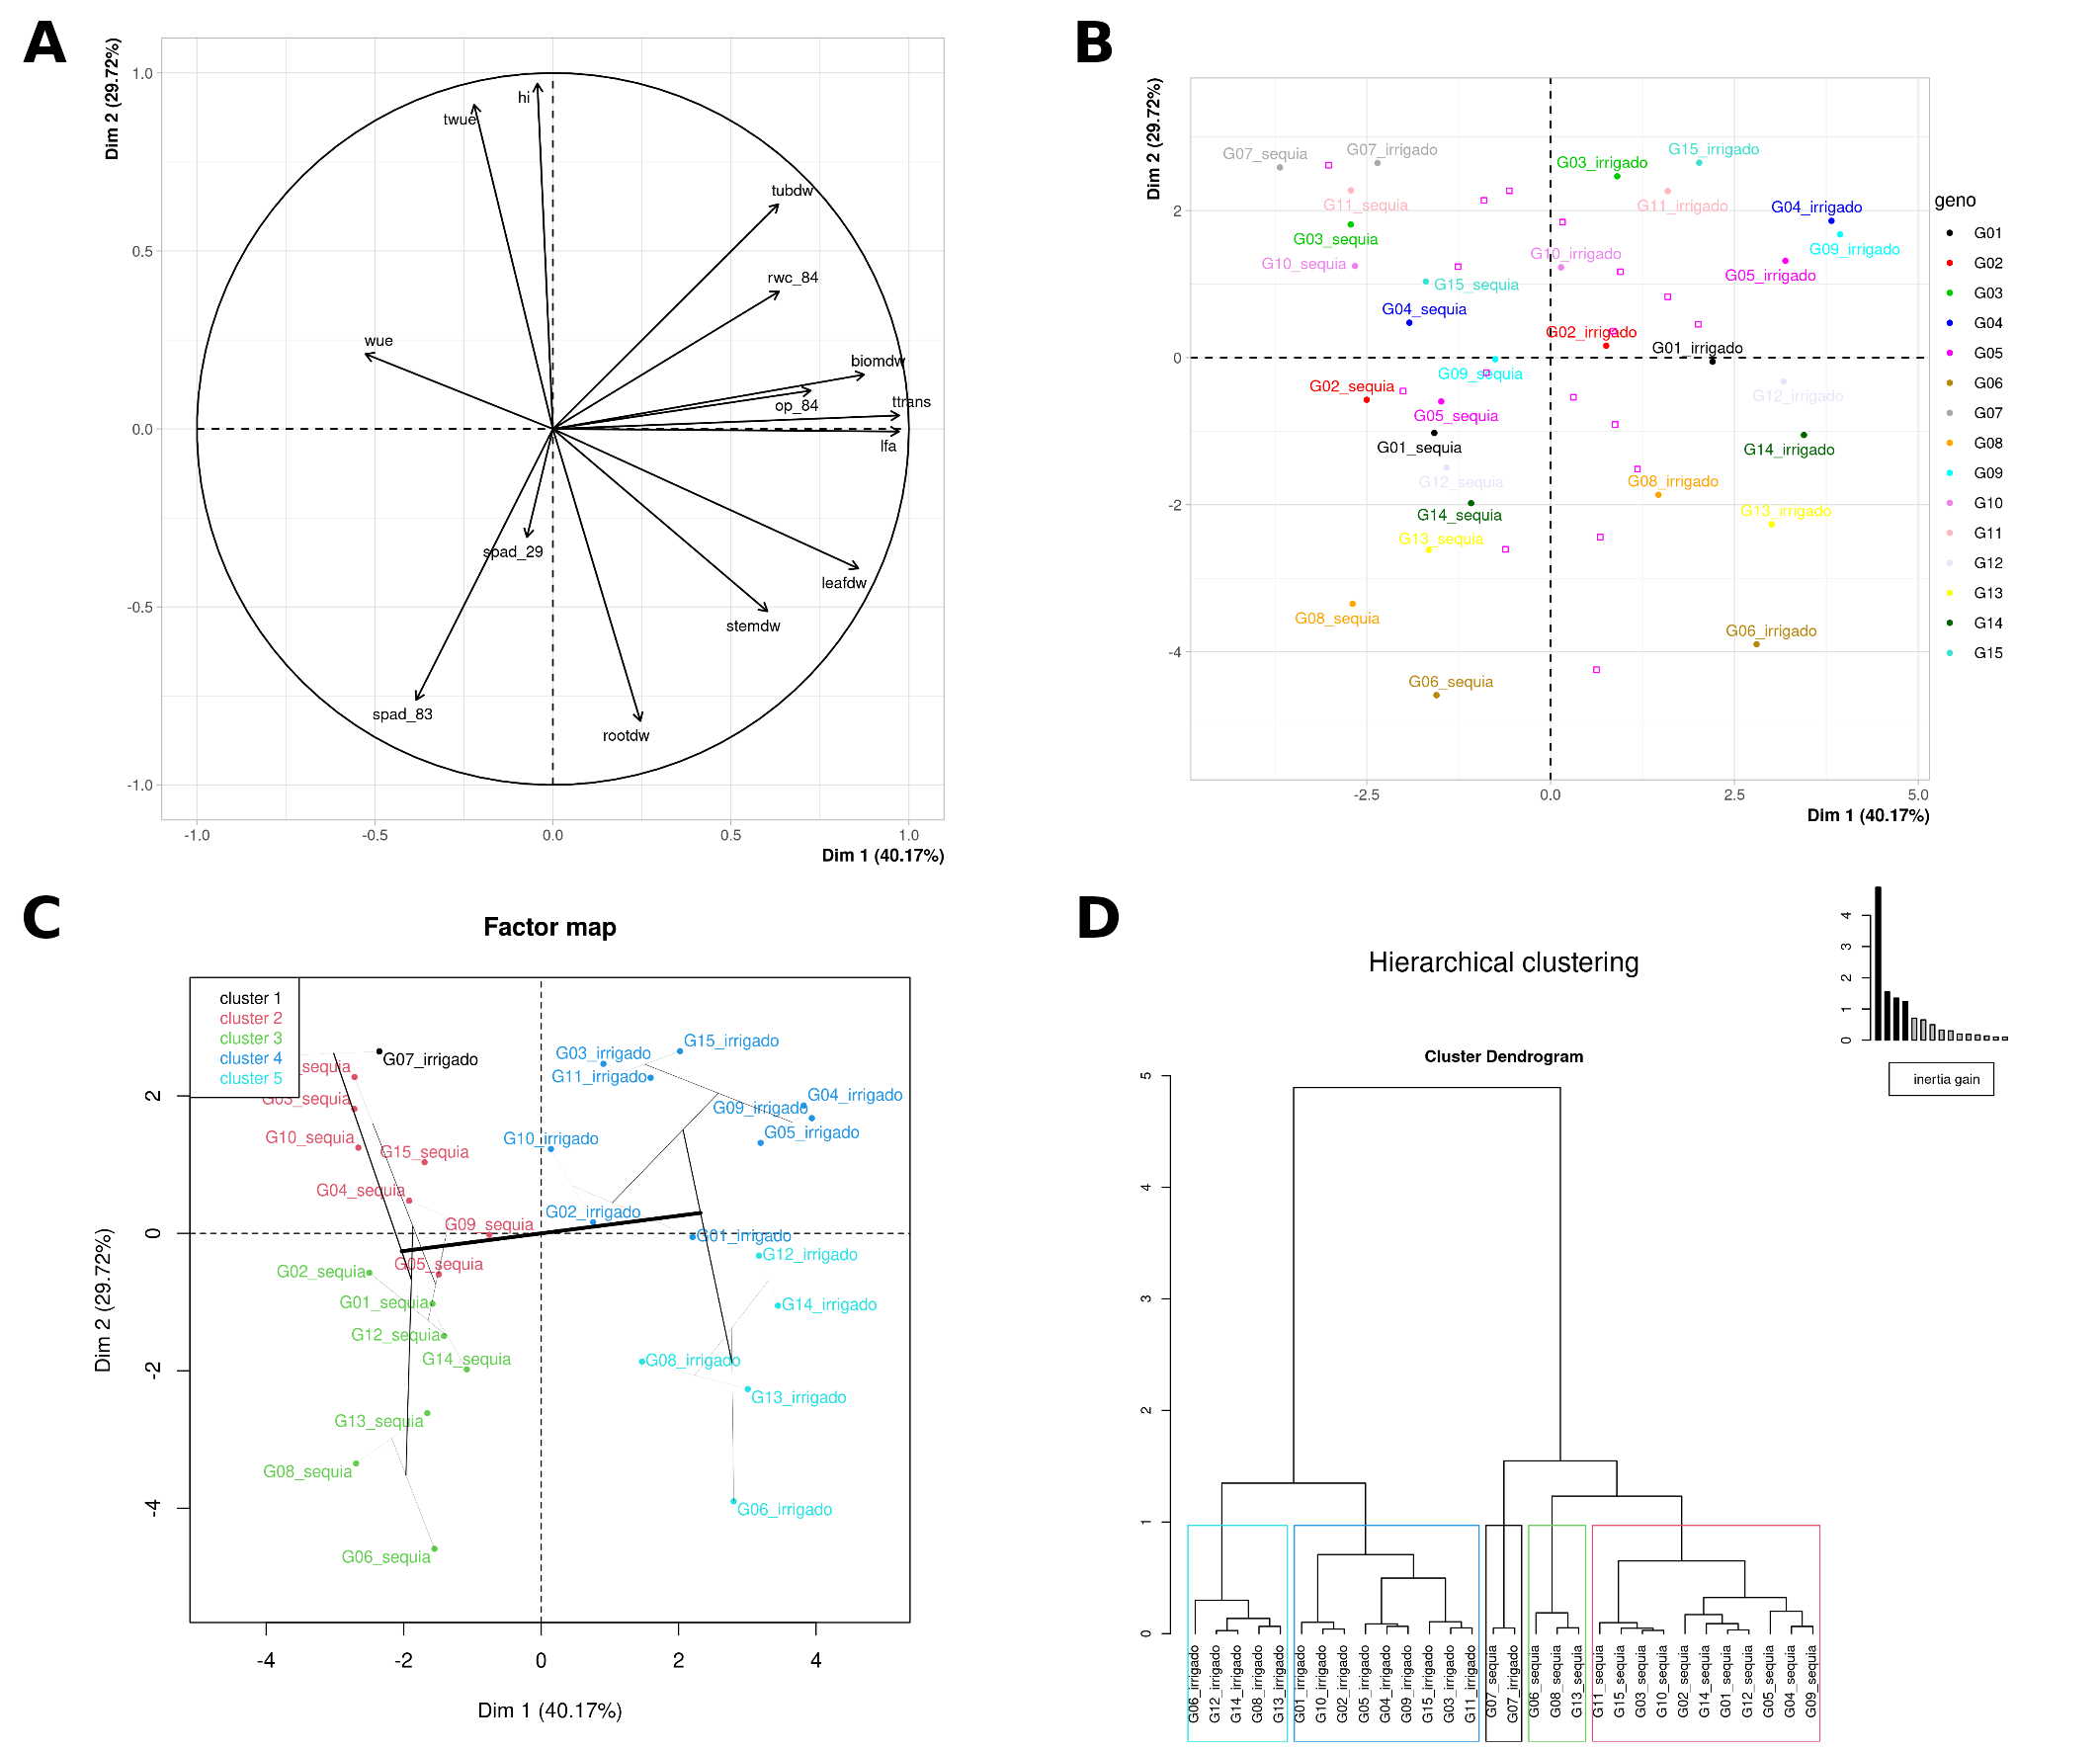 A
Dim 2 (29.72%)
1.0
0.5
0.0
-0.5
-1.0
hi
twue
tubdw
rwc_84
wue
biomdw
op_84
ttrans
lfa
spad_29
leafdw
stemdw
spad_83
rootdw
-1.0 -0.5 0.0 0.5 1.0
Dim 1 (40.17%)
B
Dim 2 (29.72%)
2
0
-2
-4
G07_sequia
G07_irrigado
G03_irrigado
G15_irrigado
G11_sequia
G11_irrigado
G04_irrigado
G03_sequia
G09_irrigado
G10_sequia
G10_irrigado
G05_irrigado
G15_sequia
G04_sequia
G02_irrigado
G01_irrigado
G09_sequia
G02_sequia
G12_irrigado
G05_sequia
G01_sequia
G14_irrigado
G12_sequia
G08_irrigado
G14_sequia
G13_irrigado
G13_sequia
G08_sequia
G06_irrigado
G06_sequia
-2.5 0.0 2.5 5.0
Dim 1 (40.17%)
geno
G01
G02
G03
G04
G05
G06
G07
G08
G09
G10
G11
G12
G13
G14
G15
C
Factor map
Dim 2 (29.72%)
2
0
-2
-4
cluster 1
cluster 2
cluster 3
cluster 4
cluster 5
G07_irrigado
_sequia
G03_sequia
G10_sequia
G15_sequia
G04_sequia
G09_sequia
G05_sequia
G02_sequia
G01_sequia
G12_sequia
G14_sequia
G13_sequia
G08_sequia
G06_sequia
G15_irrigado
G03_irrigado
G11_irrigado
G04_irrigado
G09_irrigado
G05_irrigado
G10_irrigado
G02_irrigado
G01_irrigado
G12_irrigado
G14_irrigado
G08_irrigado
G13_irrigado
G06_irrigado
-4 -2 0 2 4
Dim 1 (40.17%)
D
Hierarchical clustering
4
3
2
1
0
inertia gain
Cluster Dendrogram
5
4
3
2
1
0
G06_irrigado
G12_irrigado
G14_irrigado
G08_irrigado
G13_irrigado
G01_irrigado
G10_irrigado
G02_irrigado
G05_irrigado
G04_irrigado
G09_irrigado
G15_irrigado
G03_irrigado
G11_irrigado
G07_sequia
G07_irrigado
G06_sequia
G08_sequia
G13_sequia
G11_sequia
G15_sequia
G03_sequia
G10_sequia
G02_sequia
G14_sequia
G01_sequia
G12_sequia
G05_sequia
G04_sequia
G09_sequia